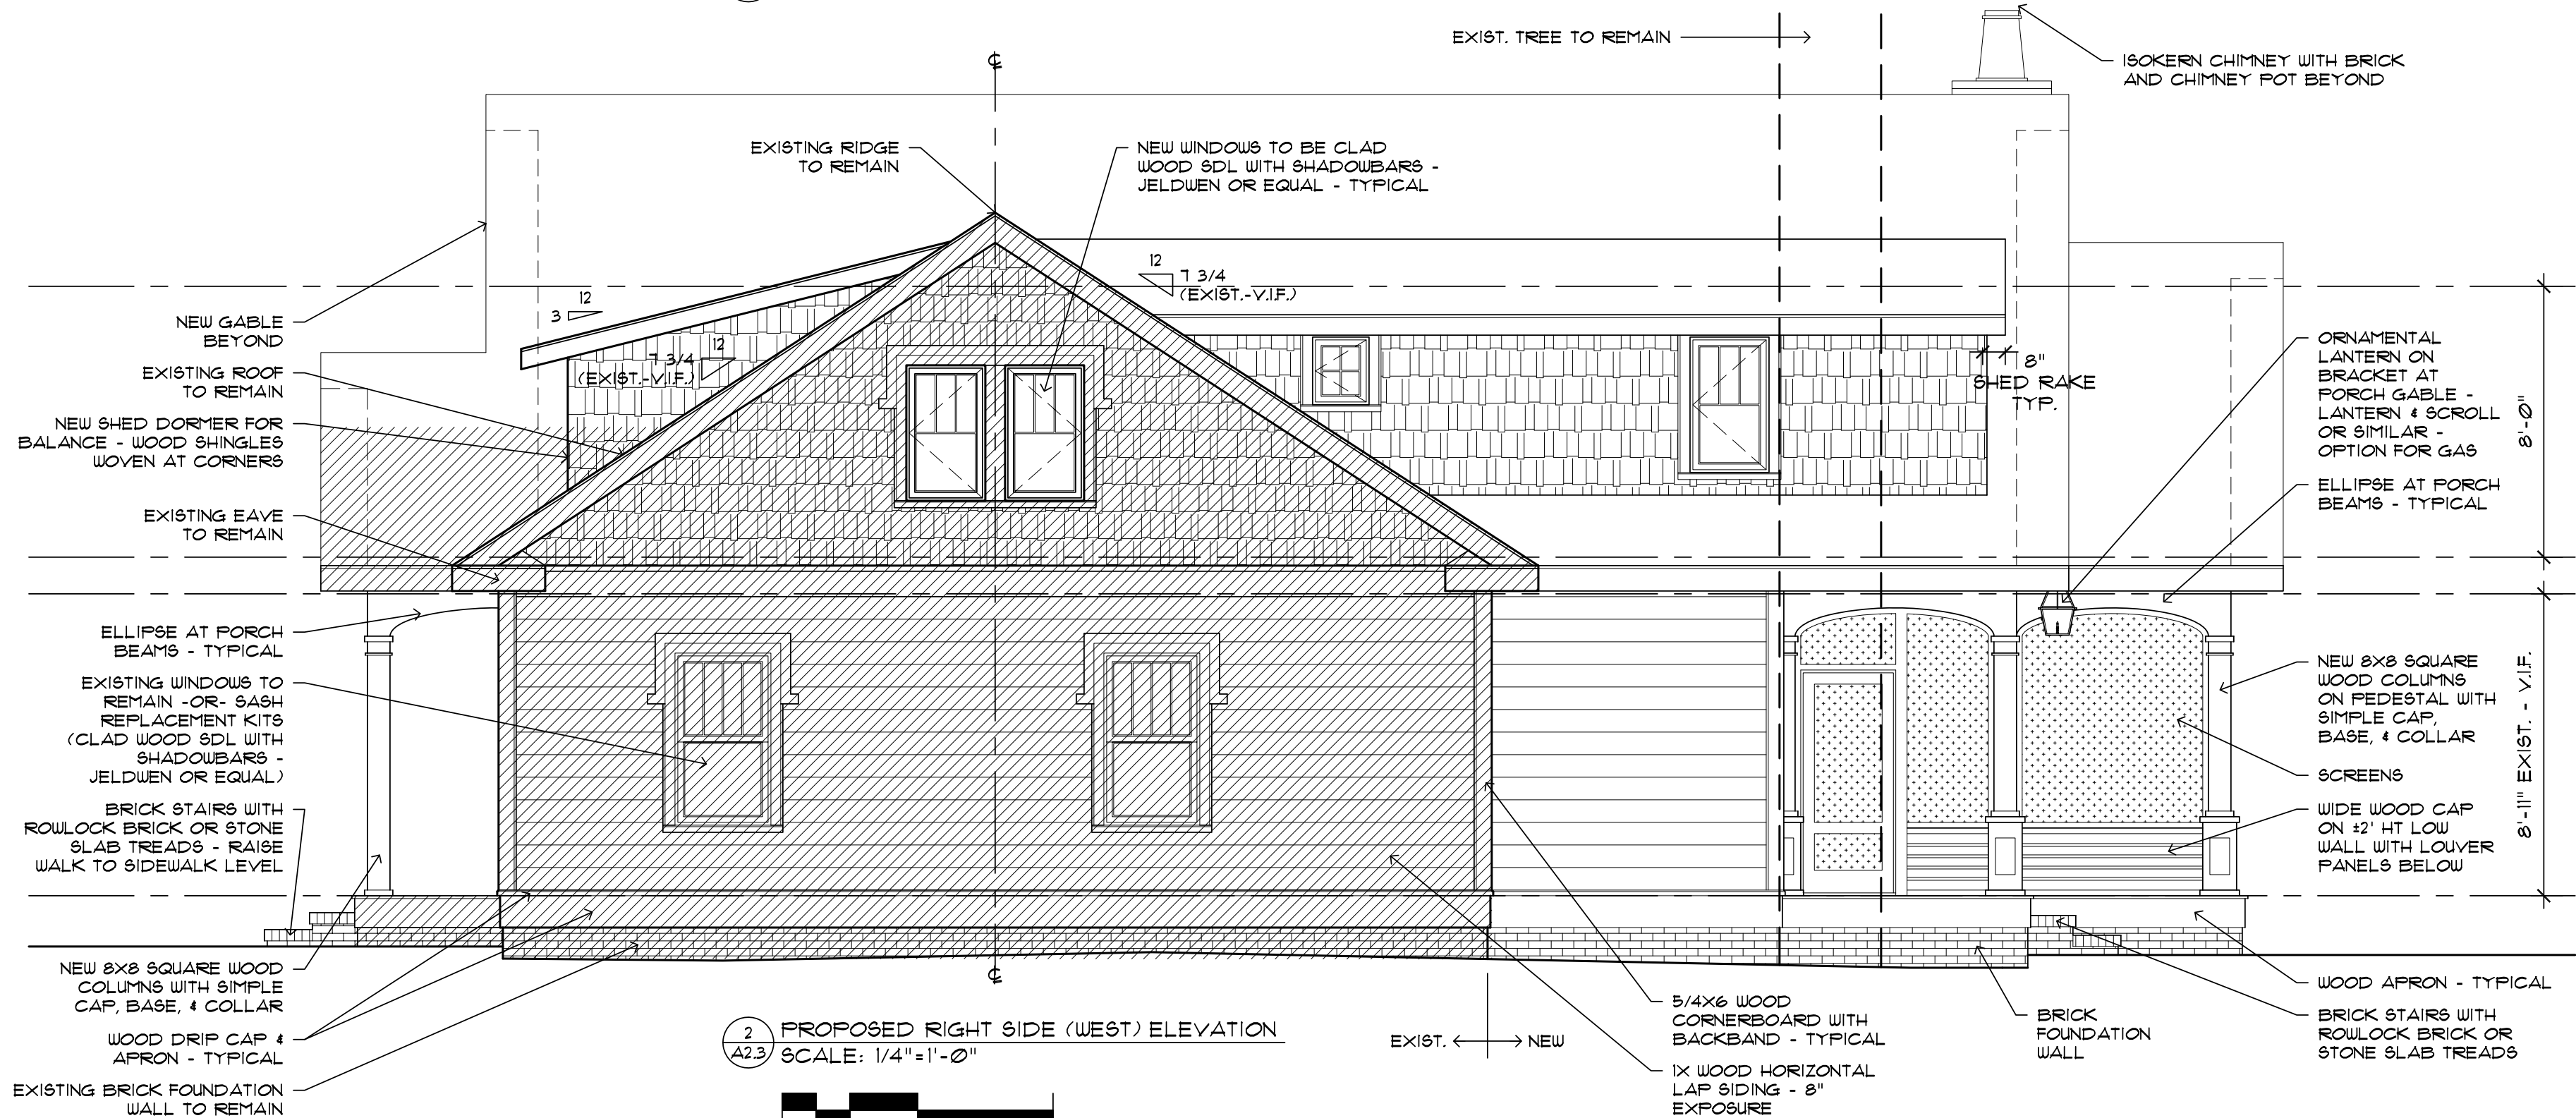 EXIST. TREE TO REMAIN
ISOKERN CHIMNEY WITH BRICK
AND CHIMNEY POT BEYOND
EXISTING RIDGE
TO REMAIN
NEW WINDOWS TO BE CLAD
WOOD SDL WITH SHADOWBARS -
JELDWEN OR EQUAL - TYPICAL
12
7 3/4
(EXIST.-V.I.F.)
12
3
12
7 3/4
(EXIST.-V.I.F.)
8"
SHED RAKE
TYP.
NEW GABLE
BEYOND
EXISTING ROOF
TO REMAIN
NEW SHED DORMER FOR
BALANCE - WOOD SHINGLES
WOVEN AT CORNERS
EXISTING EAVE
TO REMAIN
ELLIPSE AT PORCH
BEAMS - TYPICAL
EXISTING WINDOWS TO
REMAIN -OR- SASH
REPLACEMENT KITS
(CLAD WOOD SDL WITH
SHADOWBARS -
JELDWEN OR EQUAL)
BRICK STAIRS WITH
ROWLOCK BRICK OR STONE
SLAB TREADS - RAISE
WALK TO SIDEWALK LEVEL
NEW 8X8 SQUARE WOOD
COLUMNS WITH SIMPLE
CAP, BASE, & COLLAR
WOOD DRIP CAP &
APRON - TYPICAL
EXISTING BRICK FOUNDATION
WALL TO REMAIN
ORNAMENTAL
LANTERN ON
BRACKET AT
PORCH GABLE -
LANTERN & SCROLL
OR SIMILAR -
OPTION FOR GAS
ELLIPSE AT PORCH
BEAMS - TYPICAL
8'-0"
NEW 8X8 SQUARE
WOOD COLUMNS
ON PEDESTAL WITH
SIMPLE CAP,
BASE, & COLLAR
SCREENS
WIDE WOOD CAP
ON ±2' HT LOW
WALL WITH LOUVER
PANELS BELOW
8'-11" EXIST. - V.I.F.
WOOD APRON - TYPICAL
BRICK STAIRS WITH
ROWLOCK BRICK OR
STONE SLAB TREADS
BRICK
FOUNDATION
WALL
5/4X6 WOOD
CORNERBOARD WITH
BACKBAND - TYPICAL
1X WOOD HORIZONTAL
LAP SIDING - 8"
EXPOSURE
EXIST.
NEW
2
A2.3
PROPOSED RIGHT SIDE (WEST) ELEVATION
SCALE: 1/4"=1'-0"